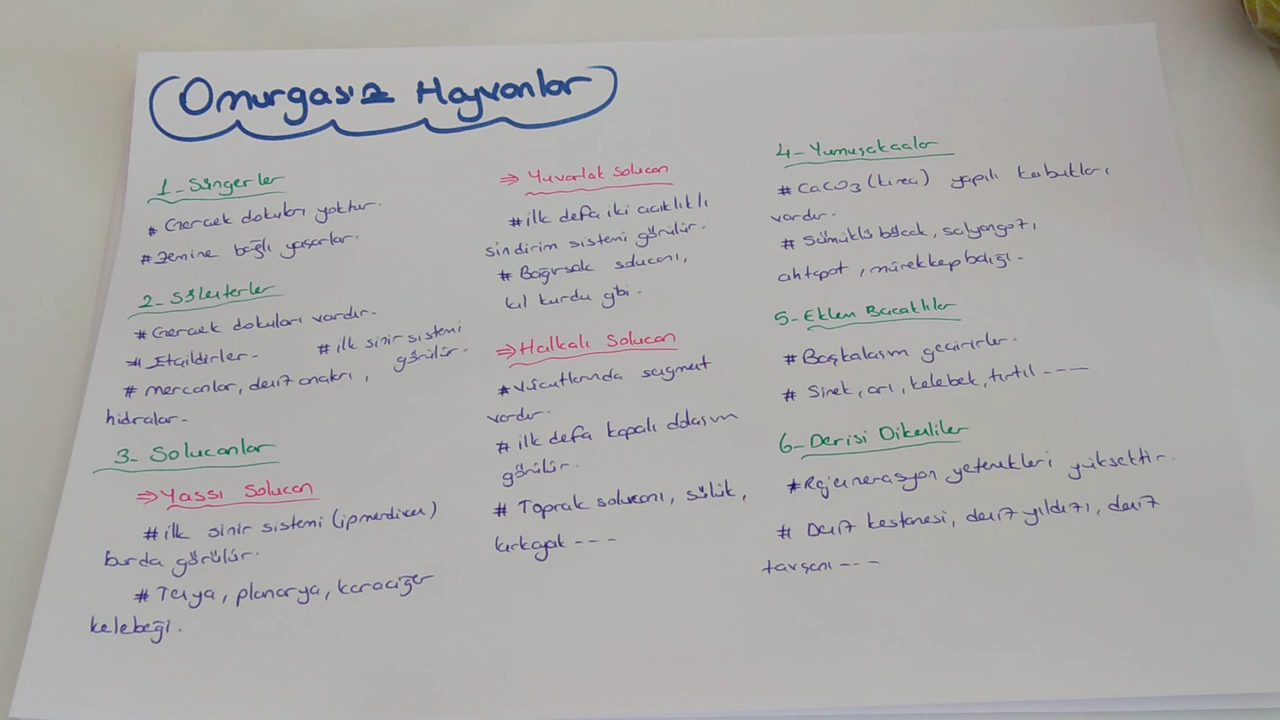 Omurgasız Hayvanlar
1- Süngerler
# Gerçek dokuları yoktur.
# Zemine bağlı yaşarlar.
2- Sölenterler
# Gerçek dokuları vardır.
# Etçildirler. # ilk sinir sistemi
görülür.
# mercanlar, deniz anaları,
hidralar.
3- Solucanlar
⇒ Yassı Solucan
# ilk sinir sistemi (ipmerdiven)
burda görülür.
# Tenya, planarya, karaciğer
kelebeği.
⇒ Yuvarlak Solucan
# ilk defa iki açıklıklı
sindirim sistemi görülür.
# Bağırsak solucanı,
kıl kurdu gibi.
⇒ Halkalı Solucan
# Vücutlarında segment
vardır.
# ilk defa kapalı dolaşım
görülür.
# Toprak solucanı, sülük,
kırkayak ---
4- Yumuşakçalar
# CaCO3 (kireç) yapılı kabukları
vardır.
# Sümüklü böcek, salyangoz,
ahtapot, mürekkep balığı.
5- Eklem Bacaklılar
# Başkalaşım geçirirler.
# Sinek, arı, kelebek, tırtıl ---
6- Derisi Dikenliler
# Rejenerasyon yetenekleri yüksektir.
# Deniz kestanesi, deniz yıldızı, deniz
tavşanı ---